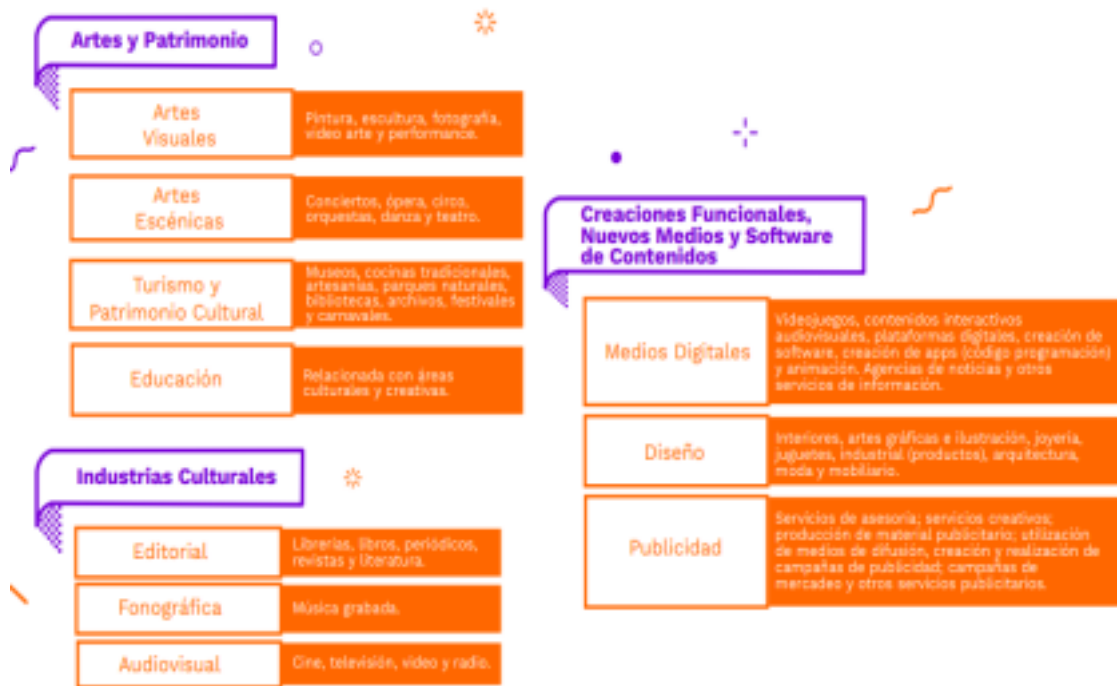 Artes y Patrimonio
Artes
Visuales
Pintura, escultura, fotografía,
video arte y performance.
Artes
Escénicas
Conciertos, ópera, circo,
orquestas, danza y teatro.
Turismo y
Patrimonio Cultural
Museos, cocinas tradicionales,
artesanías, parques naturales,
bibliotecas, archivos, festivales
y carnavales.
Educación
Relacionada con áreas
culturales y creativas.
Industrias Culturales
Editorial
Librerías, libros, periódicos,
revistas y literatura.
Fonográfica
Música grabada.
Audiovisual
Cine, televisión, video y radio.
Creaciones Funcionales,
Nuevos Medios y Software
de Contenidos
Medios Digitales
Videojuegos, contenidos interactivos
audiovisuales, plataformas digitales, creación de
software, creación de apps (código programación)
y animación. Agencias de noticias y otros
servicios de información.
Diseño
Interiores, artes gráficas e ilustración, joyería,
juguetes, industrial (productos), arquitectura,
moda y mobiliario.
Publicidad
Servicios de asesoría; servicios creativos;
producción de material publicitario; utilización
de medios de difusión, creación y realización de
campañas de publicidad; campañas de
mercadeo y otros servicios publicitarios.